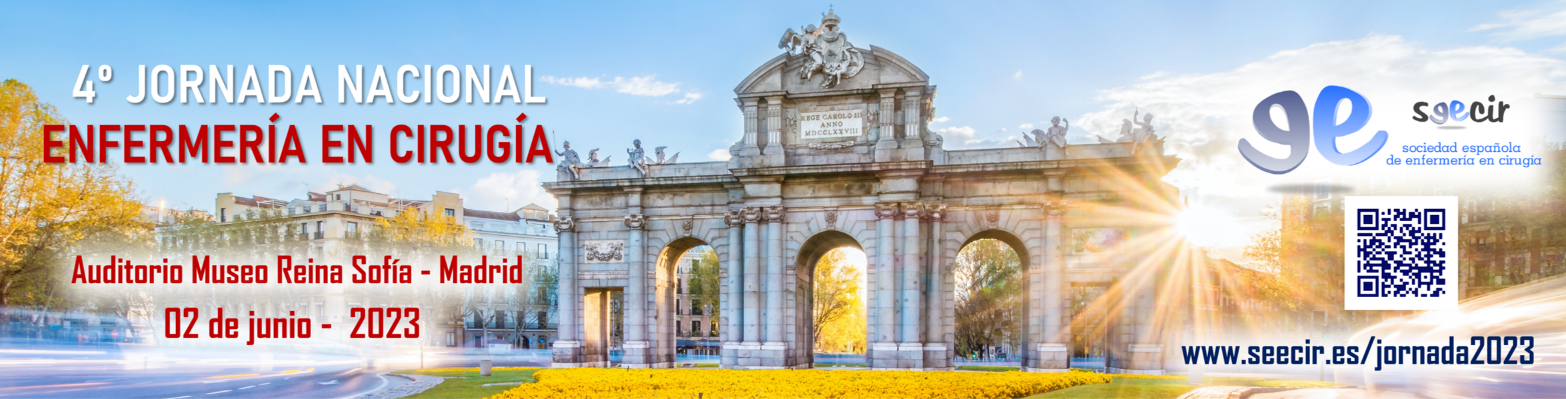 4º JORNADA NACIONAL
ENFERMERÍA EN CIRUGÍA
Auditorio Museo Reina Sofía - Madrid
02 de junio - 2023
REGE CAROLO III
ANNO
MDCCLXXVIII
ge
seecir
sociedad española
de enfermería en cirugía
www.seecir.es/jornada2023